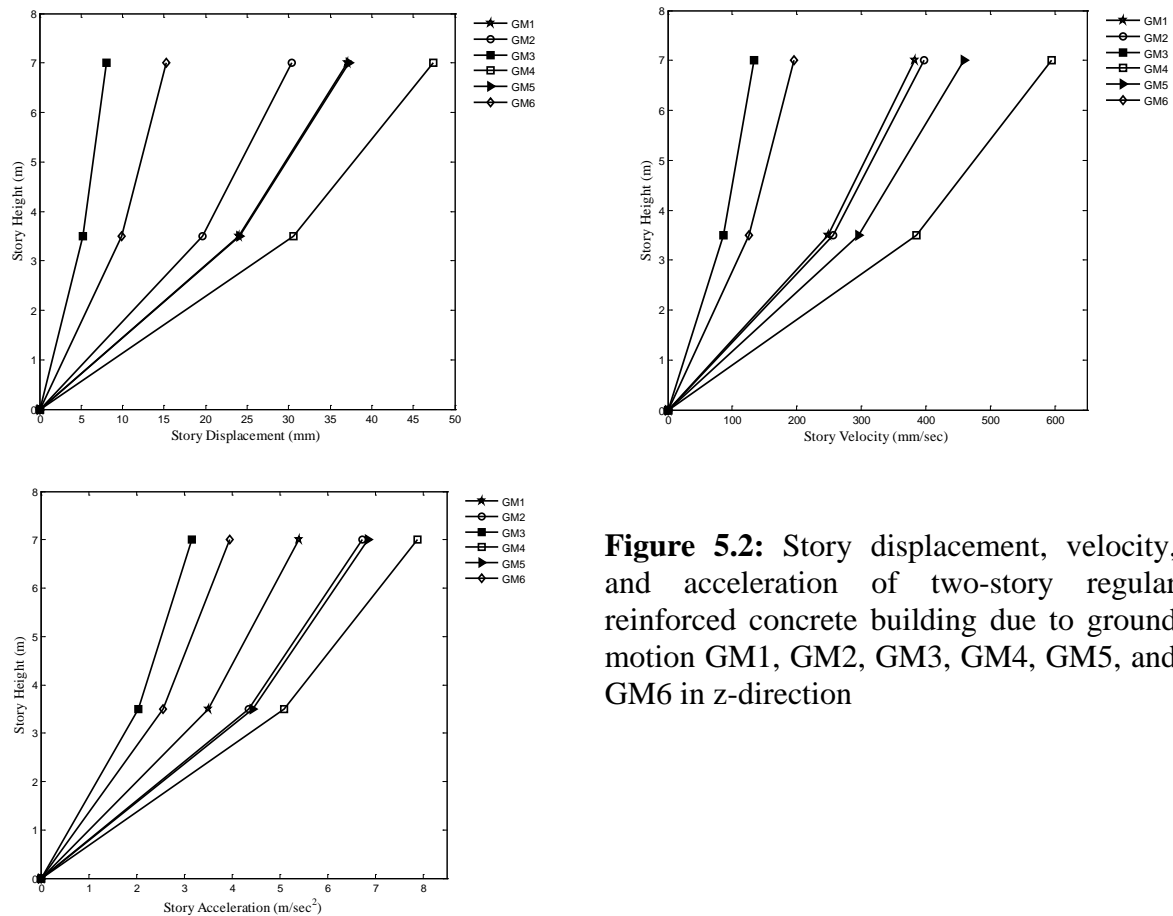 8
7
6
5
4
3
2
1
0
Story Height (m)
0 5 10 15 20 25 30 35 40 45 50
Story Displacement (mm)
GM1
GM2
GM3
GM4
GM5
GM6
8
7
6
5
4
3
2
1
0
Story Height (m)
0 100 200 300 400 500 600
Story Velocity (mm/sec)
GM1
GM2
GM3
GM4
GM5
GM6
8
7
6
5
4
3
2
1
0
Story Height (m)
0 1 2 3 4 5 6 7 8
Story Acceleration (m/sec²)
GM1
GM2
GM3
GM4
GM5
GM6
Figure 5.2: Story displacement, velocity,
and acceleration of two-story regular
reinforced concrete building due to ground
motion GM1, GM2, GM3, GM4, GM5, and
GM6 in z-direction